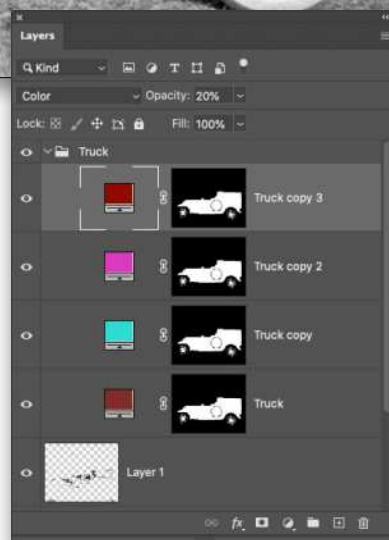 Layers
Kind
Color Opacity: 20%
Lock: Fill: 100%
Truck
Truck copy 3
Truck copy 2
Truck copy
Truck
Layer 1
fx